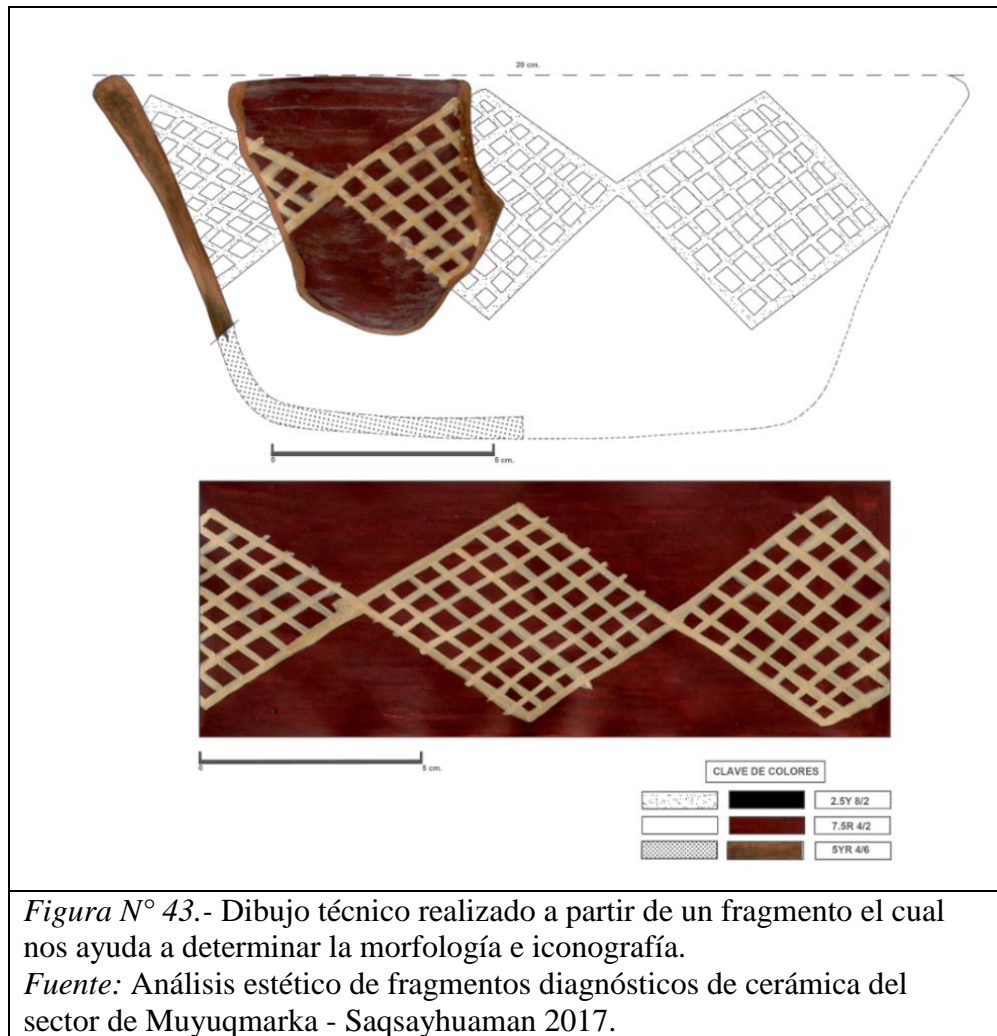 20 cm.
0
5 cm.
0
5 cm.
CLAVE DE COLORES
2.5Y 8/2
7.5R 4/2
5YR 4/6
Figura N° 43.- Dibujo técnico realizado a partir de un fragmento el cual
nos ayuda a determinar la morfología e iconografía.
Fuente: Análisis estético de fragmentos diagnósticos de cerámica del
sector de Muyuqmarka - Saqsayhuaman 2017.